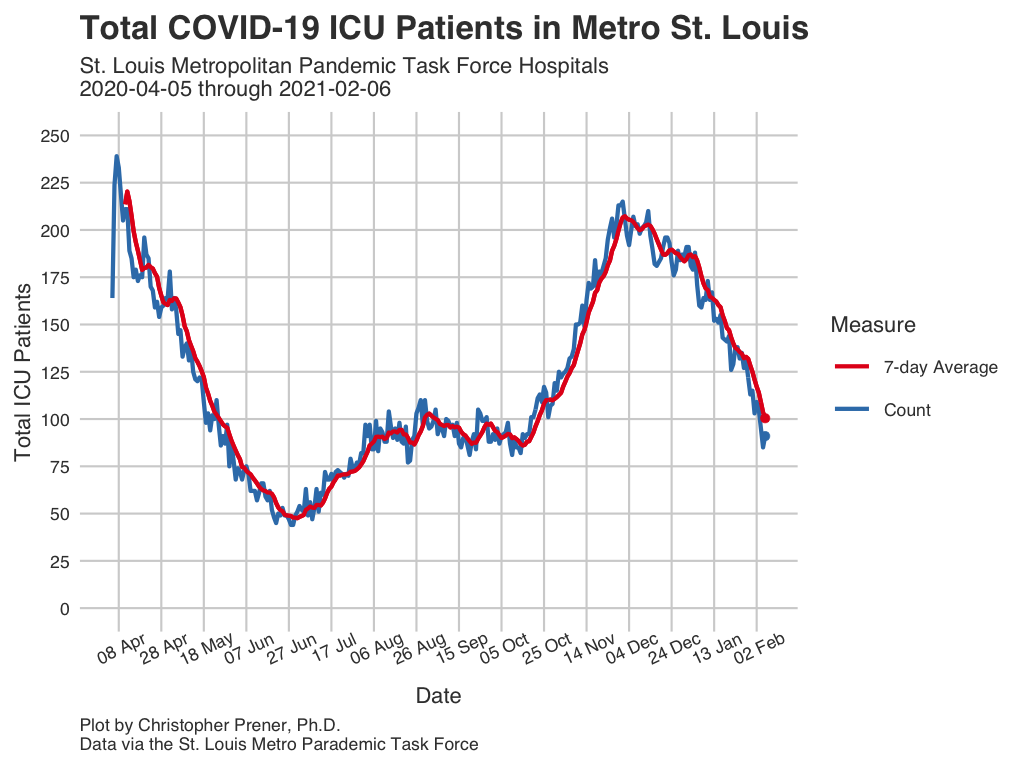 Total COVID-19 ICU Patients in Metro St. Louis
St. Louis Metropolitan Pandemic Task Force Hospitals
2020-04-05 through 2021-02-06
250
225
200
175
150
125
100
75
50
25
0
Total ICU Patients
08 Apr
28 Apr
18 May
07 Jun
27 Jun
17 Jul
06 Aug
26 Aug
15 Sep
05 Oct
25 Oct
14 Nov
04 Dec
24 Dec
13 Jan
02 Feb
Date
Measure
7-day Average
Count
Plot by Christopher Prener, Ph.D.
Data via the St. Louis Metro Parademic Task Force